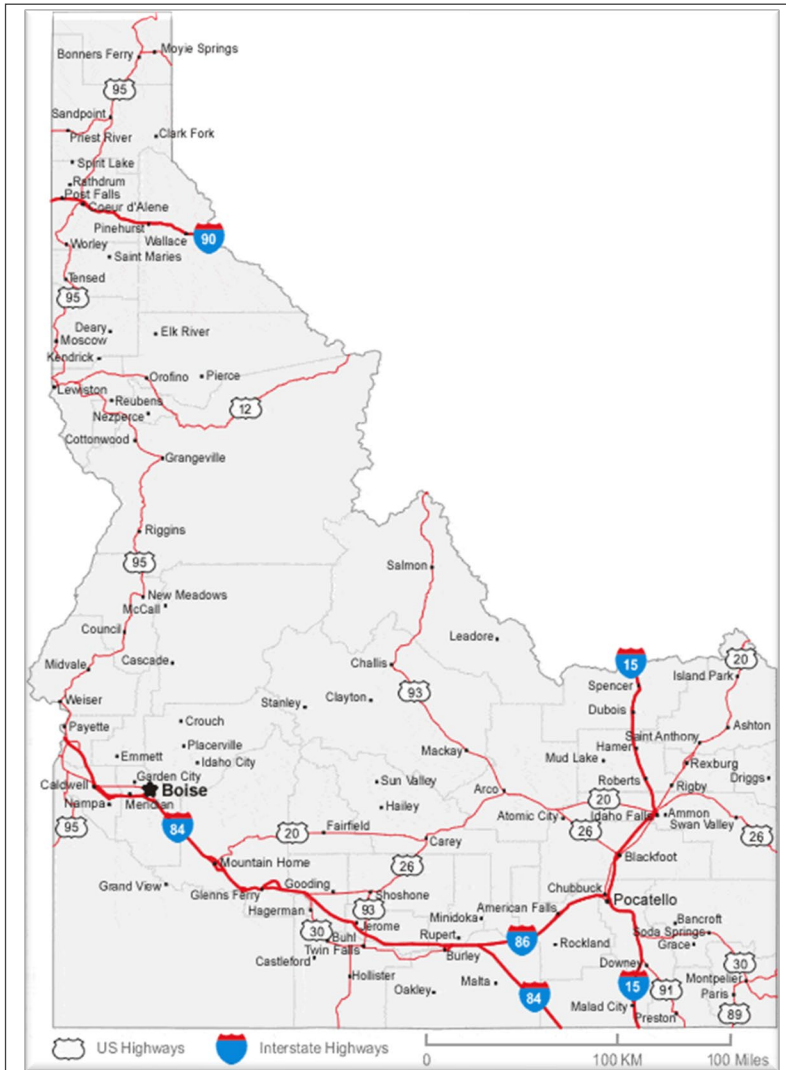 Moyie Springs
Bonners Ferry
95
Sandpoint
Priest River
Clark Fork
Spirit Lake
Rathdrum
Post Falls
Coeur d'Alene
Pinehurst
Wallace
90
Worley
Saint Maries
Tensed
95
Deary
Elk River
Moscow
Kendrick
Orofino
Pierce
Lewiston
Reubens
12
Nezperce
Cottonwood
Grangeville
Riggins
95
Salmon
New Meadows
McCall
Council
Leadore
Midvale
Cascade
Challis
15
20
Island Park
93
Spencer
Weiser
Stanley
Clayton
Dubois
Payette
Crouch
Ashton
Saint Anthony
Placerville
Hamer
Emmett
Mackay
Mud Lake
Idaho City
Rexburg
Garden City
Sun Valley
Roberts
Rigby
Driggs
Caldwell
Boise
Arco
20
Nampa
Meridian
Hailey
Atomic City
Idaho Falls
Ammon
Swan Valley
95
84
20
Fairfield
26
26
Carey
Blackfoot
Mountain Home
26
Grand View
Glenns Ferry
Gooding
Shoshone
Chubbuck
Pocatello
Hagerman
93
American Falls
Minidoka
Bancroft
30
Jerome
Soda Springs
Buhl
Rupert
86
Rockland
Grace
Twin Falls
Burley
Castleford
Downey
30
Hollister
Malta
Montpelier
Oakley
84
15
91
Paris
Malad City
Preston
89
US Highways
Interstate Highways
0
100 KM
100 Miles